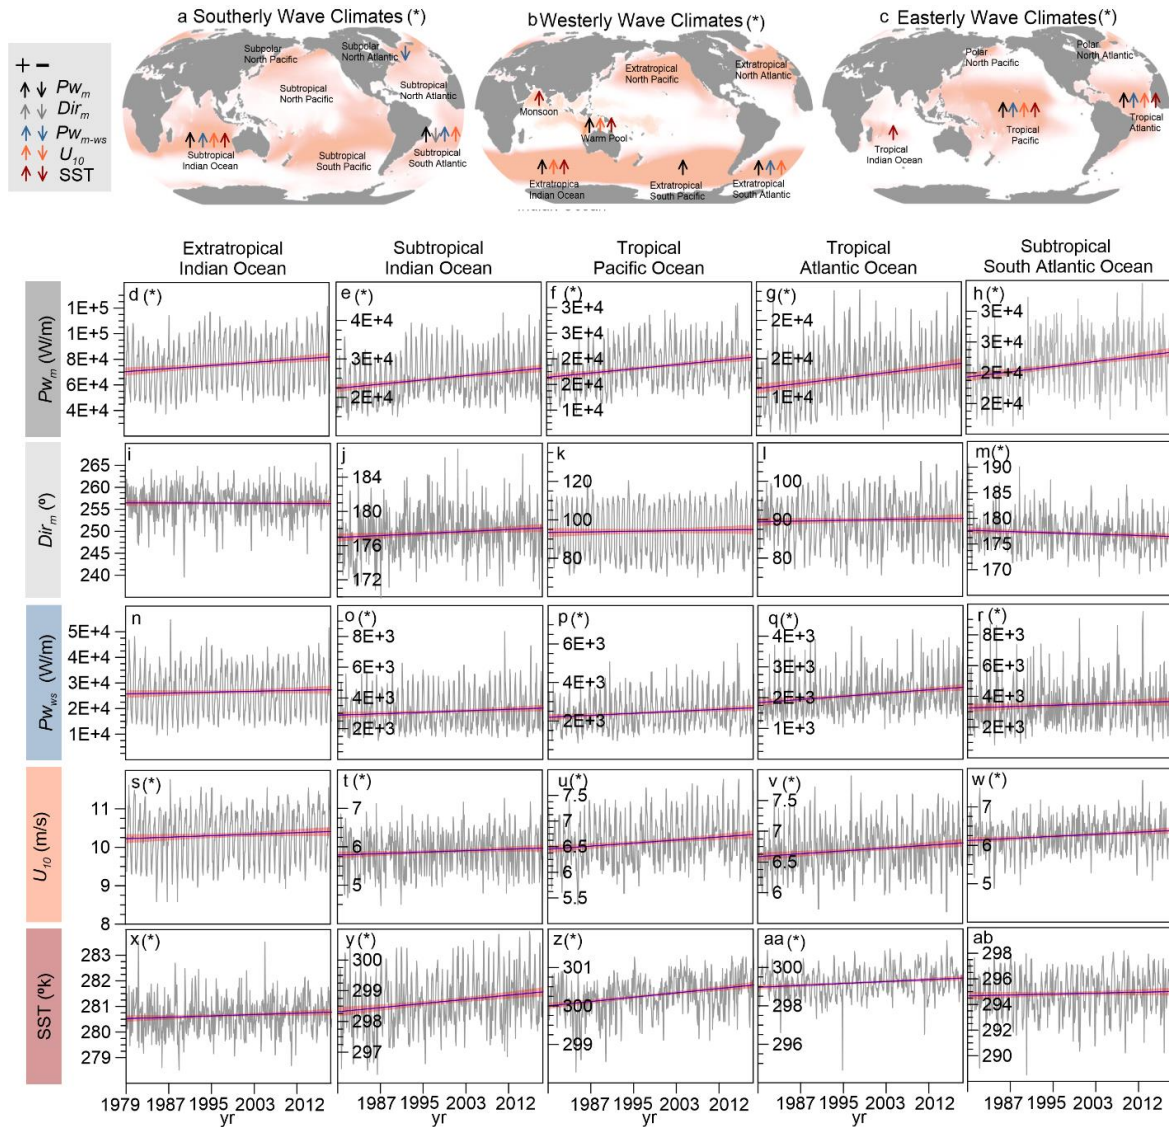 a Southerly Wave Climates (*)
b Westerly Wave Climates (*)
c Easterly Wave Climates (*)
+ −
Pw m
Dir m
Pw m-ws
U 10
SST
Subpolar
North Pacific
Subpolar
North Atlantic
Subtropical
North Pacific
Subtropical
North Atlantic
Subtropical
Indian Ocean
Subtropical
South Pacific
Subtropical
South Atlantic
Extratropical
North Pacific
Extratropical
North Atlantic
Monsoon
Warm Pool
Extratropica
Indian Ocean
Extratropical
South Pacific
Extratropical
South Atlantic
Polar
North Pacific
Polar
North Atlantic
Tropical
Indian Ocean
Tropical
Pacific
Tropical
Atlantic
Extratropical
Indian Ocean
Subtropical
Indian Ocean
Tropical
Pacific Ocean
Tropical
Atlantic Ocean
Subtropical
South Atlantic Ocean
Pw m (W/m)
d (*)
1E+5
1E+5
8E+4
6E+4
4E+4
e (*)
4E+4
3E+4
2E+4
f (*)
3E+4
3E+4
2E+4
2E+4
1E+4
g (*)
2E+4
2E+4
1E+4
h (*)
3E+4
3E+4
2E+4
2E+4
Dir m (º)
i
265
260
255
250
245
240
j
184
180
176
172
k
120
100
80
l
100
90
80
m (*)
190
185
180
175
170
Pw ws (W/m)
n
5E+4
4E+4
3E+4
2E+4
1E+4
o (*)
8E+3
6E+3
4E+3
2E+3
p (*)
6E+3
4E+3
2E+3
q (*)
4E+3
3E+3
2E+3
1E+3
r (*)
8E+3
6E+3
4E+3
2E+3
U 10 (m/s)
s (*)
11
10
9
8
t (*)
7
6
5
u (*)
7.5
7
6.5
6
5.5
v (*)
7.5
7
6.5
6
w (*)
7
6
5
SST (ºk)
x (*)
283
282
281
280
279
y (*)
300
299
298
297
z (*)
301
300
299
aa (*)
300
298
296
ab
298
296
294
292
290
1979 1987 1995 2003 2012
yr
1987 1995 2003 2012
yr
1987 1995 2003 2012
yr
1987 1995 2003 2012
yr
1987 1995 2003 2012
yr